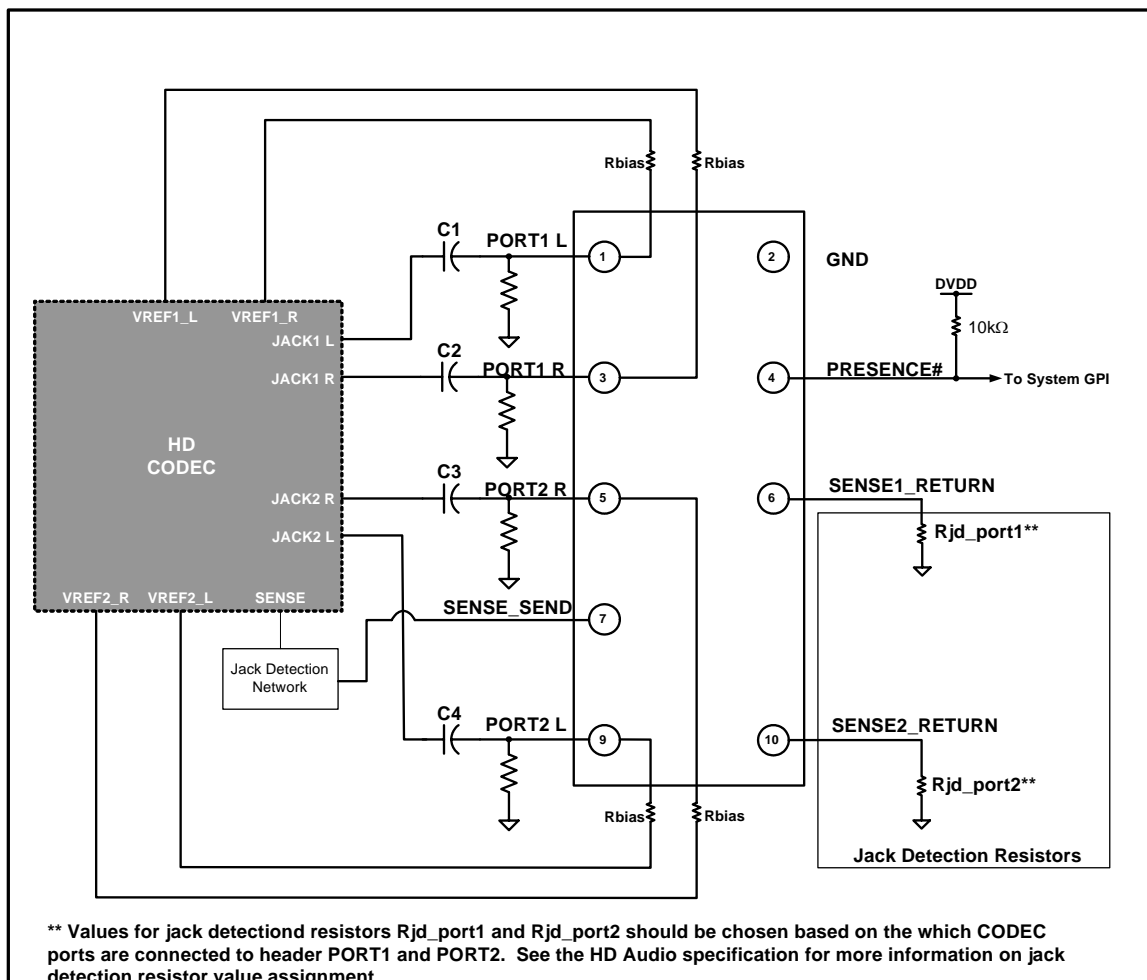 Rbias
Rbias
C1
PORT1 L
1
2
GND
DVDD
10kΩ
VREF1_L
VREF1_R
JACK1 L
C2
PORT1 R
3
4
PRESENCE#
To System GPI
JACK1 R
HD
CODEC
C3
PORT2 R
5
6
SENSE1_RETURN
JACK2 R
JACK2 L
Rjd_port1**
VREF2_R
VREF2_L
SENSE
SENSE_SEND
7
Jack Detection
Network
C4
PORT2 L
9
10
SENSE2_RETURN
Rjd_port2**
Rbias
Rbias
Jack Detection Resistors
** Values for jack detectiond resistors Rjd_port1 and Rjd_port2 should be chosen based on the which CODEC
ports are connected to header PORT1 and PORT2. See the HD Audio specification for more information on jack
detection resistor value assignment